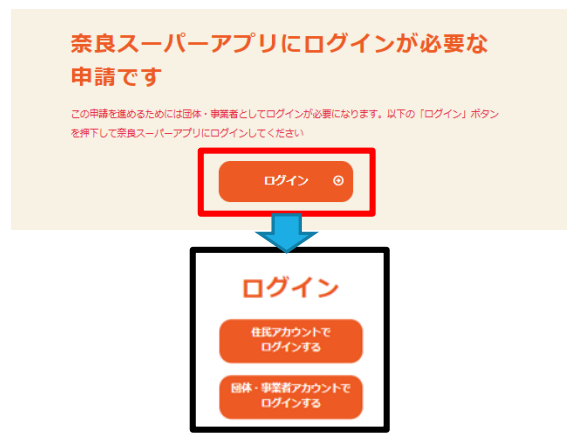 奈良スーパーアプリにログインが必要な
申請です
この申請を進めるためには団体・事業者としてログインが必要になります。以下の「ログイン」ボタン
を押下して奈良スーパーアプリにログインしてください
ログイン
ログイン
住民アカウントで
ログインする
団体・事業者アカウントで
ログインする